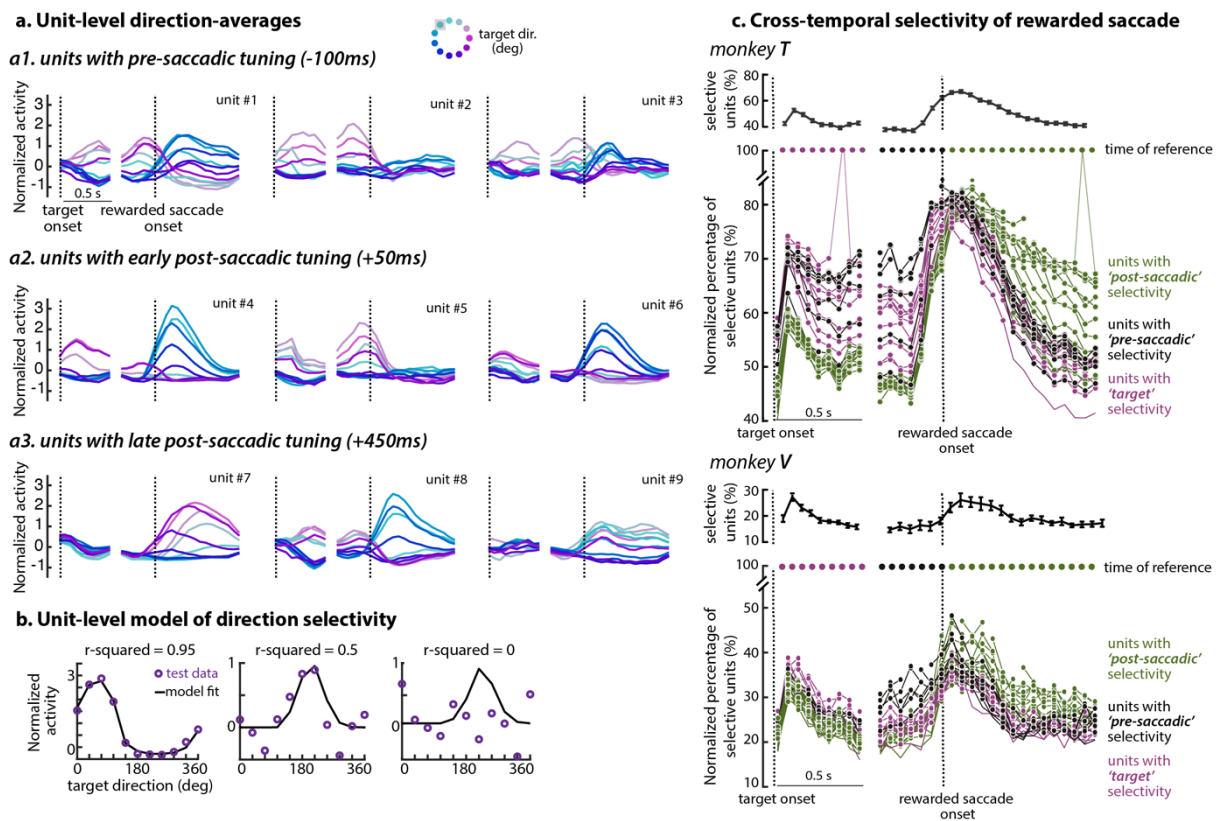 a. Unit-level direction-averages
target dir.
(deg)
a1. units with pre-saccadic tuning (-100ms)
unit #1
unit #2
unit #3
Normalized activity
3
2
1
0
-1
0.5 s
target
onset
rewarded saccade
onset
a2. units with early post-saccadic tuning (+50ms)
unit #4
unit #5
unit #6
Normalized activity
3
2
1
0
-1
a3. units with late post-saccadic tuning (+450ms)
unit #7
unit #8
unit #9
Normalized activity
3
2
1
0
-1
b. Unit-level model of direction selectivity
r-squared = 0.95
r-squared = 0.5
r-squared = 0
test data
model fit
Normalized
activity
3
0
1
0
1
0
0
180
360
0
180
360
0
180
360
target direction (deg)
c. Cross-temporal selectivity of rewarded saccade
monkey T
selective
units (%)
80
60
40
100
time of reference
Normalized percentage of
selective units (%)
80
70
60
50
40
units with
'post-saccadic'
selectivity
units with
'pre-saccadic'
selectivity
units with
'target'
selectivity
0.5 s
target onset
rewarded saccade
onset
monkey V
selective
units (%)
30
20
10
100
time of reference
Normalized percentage of
selective units (%)
50
40
30
20
10
units with
'post-saccadic'
selectivity
units with
'pre-saccadic'
selectivity
units with
'target'
selectivity
0.5 s
target onset
rewarded saccade
onset